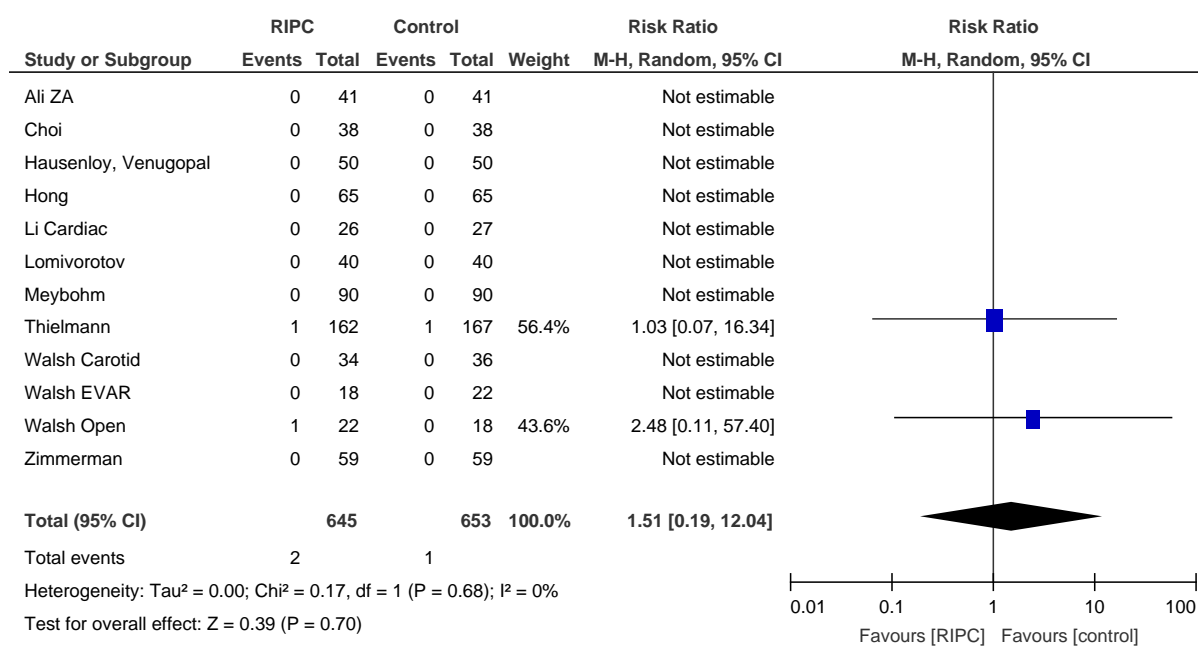 RIPC Control Risk Ratio Risk Ratio
Study or Subgroup Events Total Events Total Weight M-H, Random, 95% CI M-H, Random, 95% CI
Ali ZA 0 41 0 41 Not estimable
Choi 0 38 0 38 Not estimable
Hausenloy, Venugopal 0 50 0 50 Not estimable
Hong 0 65 0 65 Not estimable
Li Cardiac 0 26 0 27 Not estimable
Lomivorotov 0 40 0 40 Not estimable
Meybohm 0 90 0 90 Not estimable
Thielmann 1 162 1 167 56.4% 1.03 [0.07, 16.34]
Walsh Carotid 0 34 0 36 Not estimable
Walsh EVAR 0 18 0 22 Not estimable
Walsh Open 1 22 0 18 43.6% 2.48 [0.11, 57.40]
Zimmerman 0 59 0 59 Not estimable
Total (95% CI) 645 653 100.0% 1.51 [0.19, 12.04]
Total events 2 1
Heterogeneity: Tau² = 0.00; Chi² = 0.17, df = 1 (P = 0.68); I² = 0%
Test for overall effect: Z = 0.39 (P = 0.70)
0.01 0.1 1 10 100
Favours [RIPC] Favours [control]